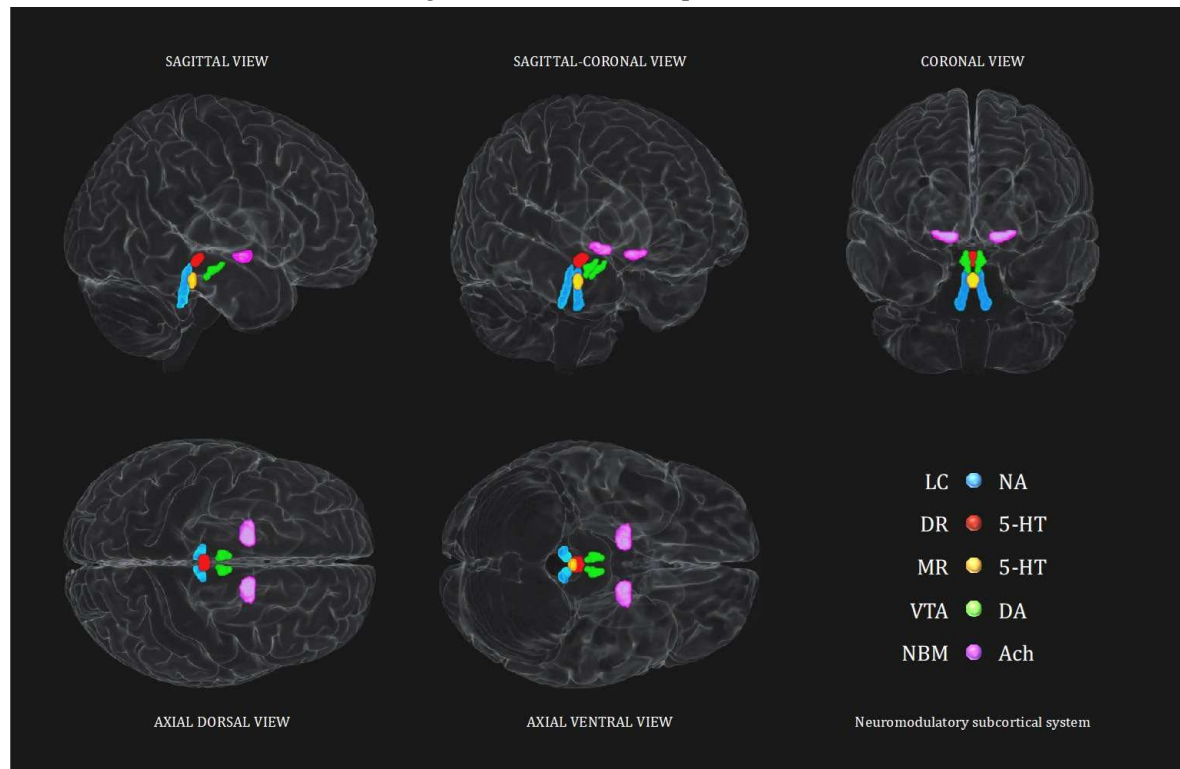 SAGITTAL VIEW
SAGITTAL-CORONAL VIEW
CORONAL VIEW
LC NA
DR 5-HT
MR 5-HT
VTA DA
NBM Ach
AXIAL DORSAL VIEW
AXIAL VENTRAL VIEW
Neuromodulatory subcortical system